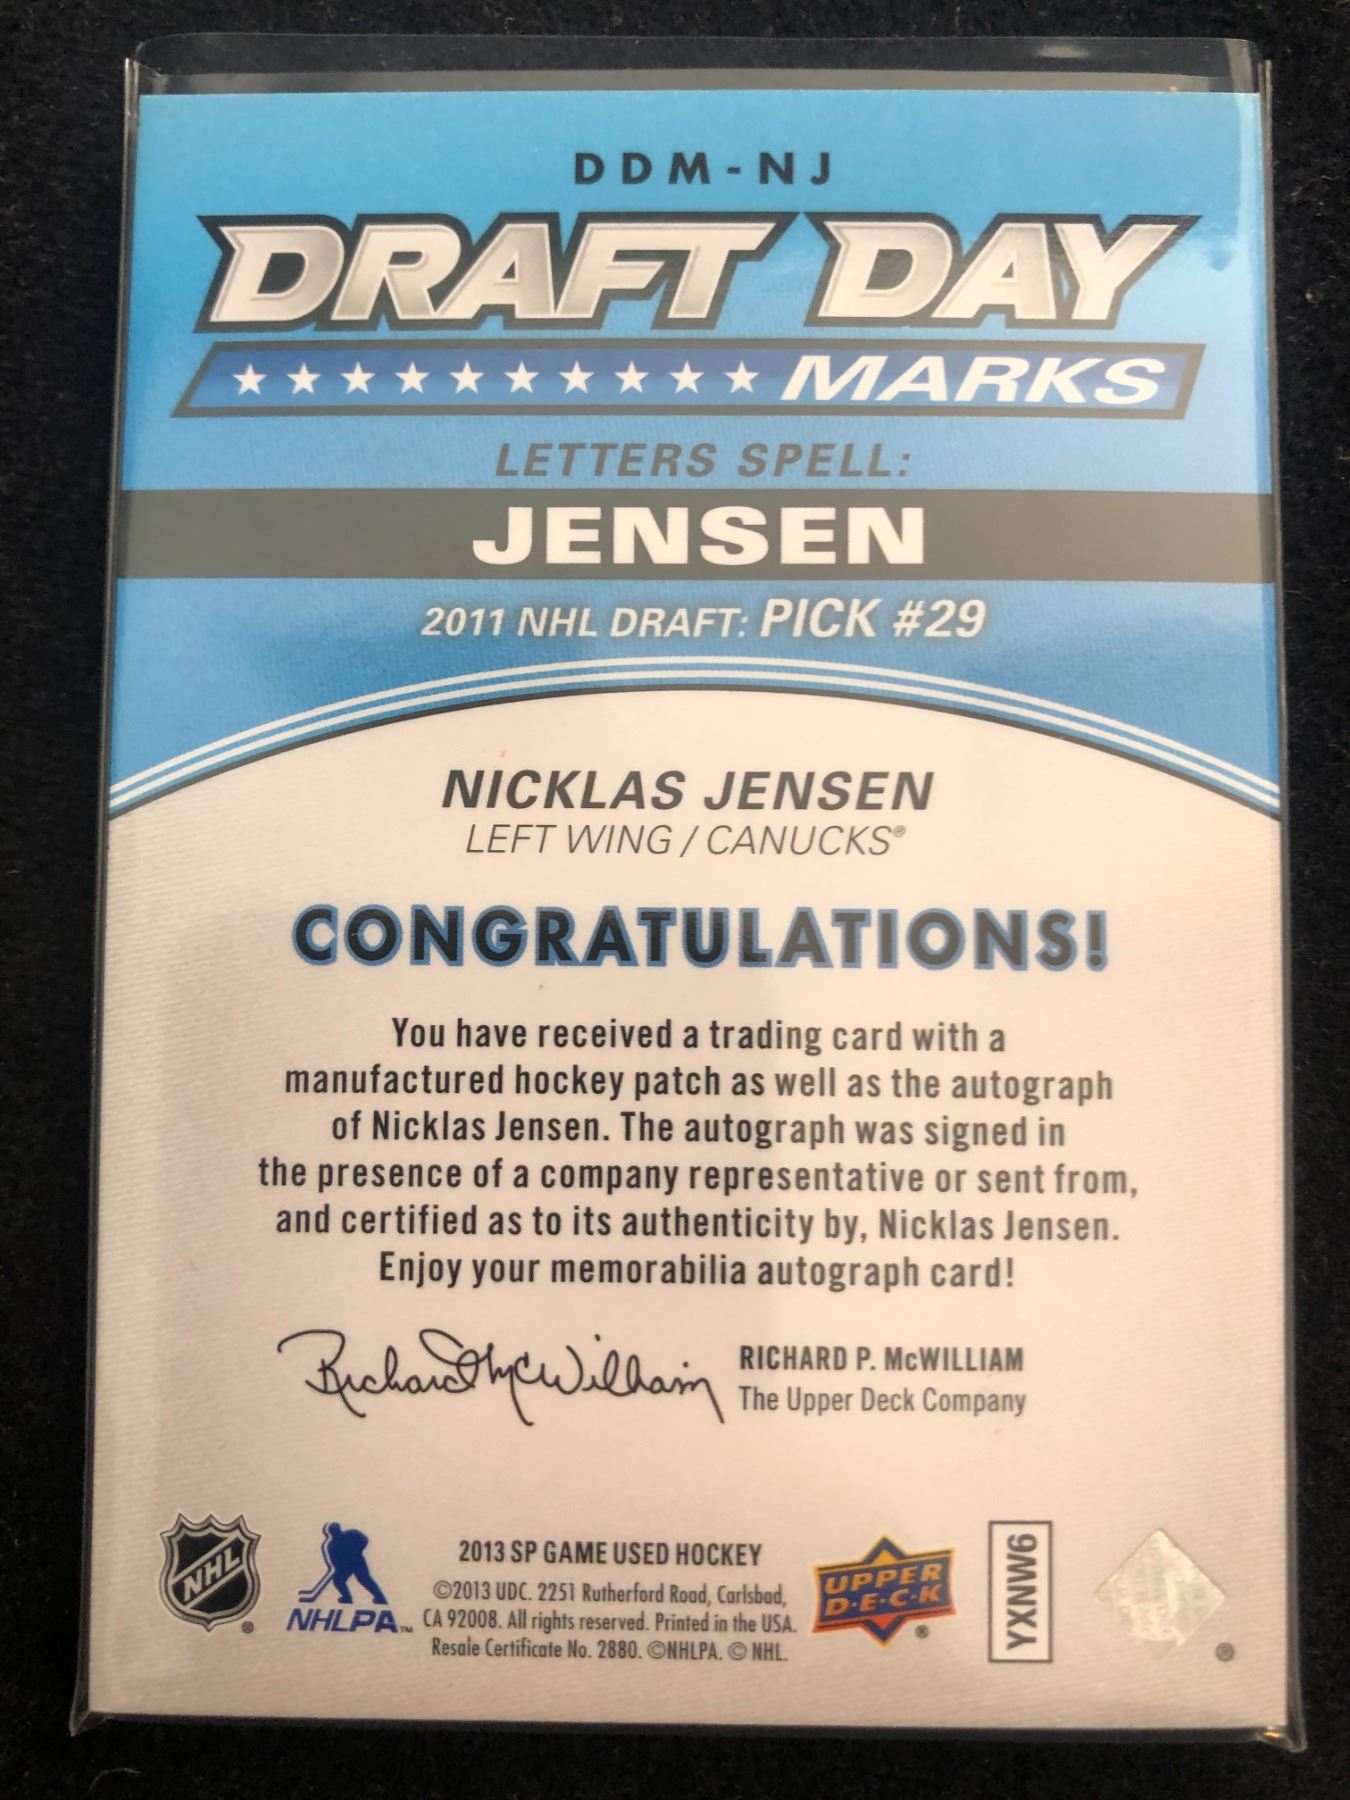 DDM-NJ
DRAFT DAY
MARKS
LETTERS SPELL:
JENSEN
2011 NHL DRAFT: PICK #29
NICKLAS JENSEN
LEFT WING / CANUCKS®
CONGRATULATIONS!
You have received a trading card with a
manufactured hockey patch as well as the autograph
of Nicklas Jensen. The autograph was signed in
the presence of a company representative or sent from,
and certified as to its authenticity by, Nicklas Jensen.
Enjoy your memorabilia autograph card!
Richard McWilliam
RICHARD P. McWILLIAM
The Upper Deck Company
NHL ®
NHLPA™
2013 SP GAME USED HOCKEY
©2013 UDC. 2251 Rutherford Road, Carlsbad,
CA 92008. All rights reserved. Printed in the USA.
Resale Certificate No. 2880. ©NHLPA. © NHL.
UPPER
D·E·C·K ®
YXNW6
®